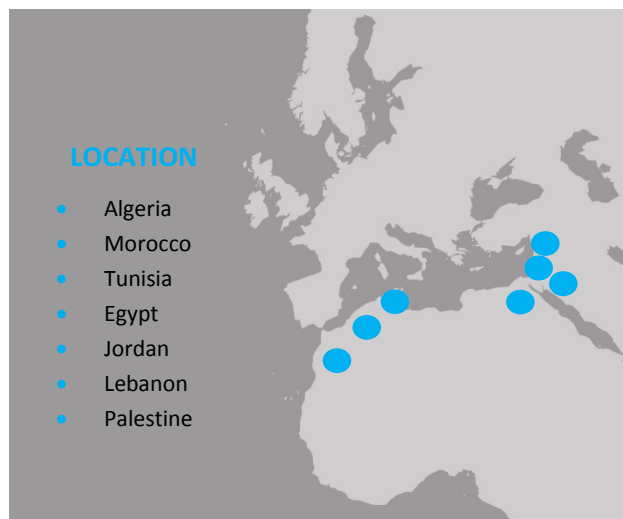 LOCATION
Algeria
Morocco
Tunisia
Egypt
Jordan
Lebanon
Palestine